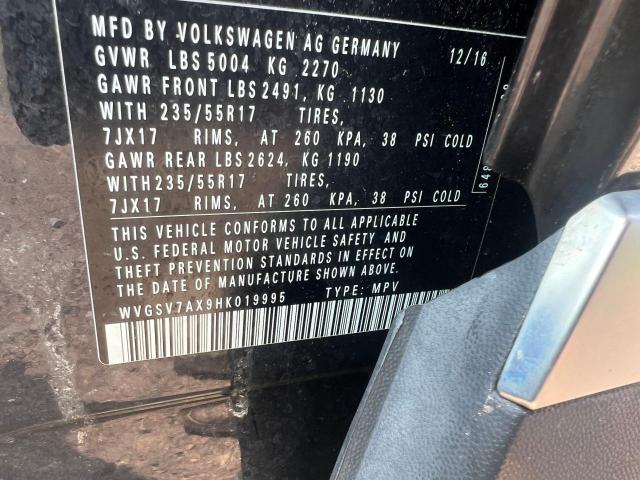 MFD BY VOLKSWAGEN AG GERMANY 12/16
GVWR LBS 5004 KG 2270
GAWR FRONT LBS 2491, KG 1130
WITH 235/55R17 TIRES,
7JX17 RIMS, AT 260 KPA, 38 PSI COLD
GAWR REAR LBS 2624, KG 1190
WITH 235/55R17 TIRES,
7JX17 RIMS, AT 260 KPA, 38 PSI COLD
THIS VEHICLE CONFORMS TO ALL APPLICABLE
U.S. FEDERAL MOTOR VEHICLE SAFETY AND
THEFT PREVENTION STANDARDS IN EFFECT ON
THE DATE OF MANUFACTURE SHOWN ABOVE.
WVGSV7AX9HK019995 TYPE: MPV